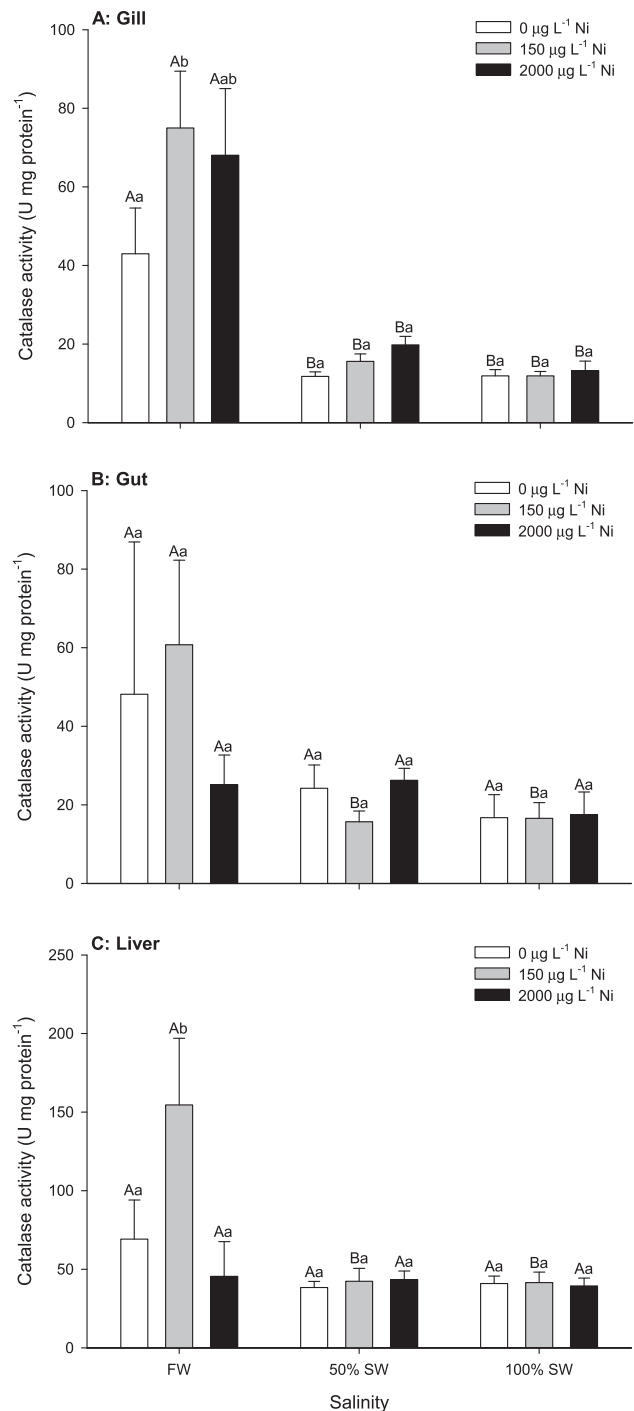 A: Gill
0 µg L⁻¹ Ni
150 µg L⁻¹ Ni
2000 µg L⁻¹ Ni
Catalase activity (U mg protein⁻¹)
100
80
60
40
20
0
Aa
Ab
Aab
Ba
Ba
Ba
Ba
Ba
Ba
B: Gut
0 µg L⁻¹ Ni
150 µg L⁻¹ Ni
2000 µg L⁻¹ Ni
Catalase activity (U mg protein⁻¹)
100
80
60
40
20
0
Aa
Aa
Aa
Aa
Ba
Aa
Aa
Ba
Aa
C: Liver
0 µg L⁻¹ Ni
150 µg L⁻¹ Ni
2000 µg L⁻¹ Ni
Catalase activity (U mg protein⁻¹)
250
200
150
100
50
0
Aa
Ab
Aa
Aa
Ba
Aa
Aa
Ba
Aa
FW
50% SW
100% SW
Salinity